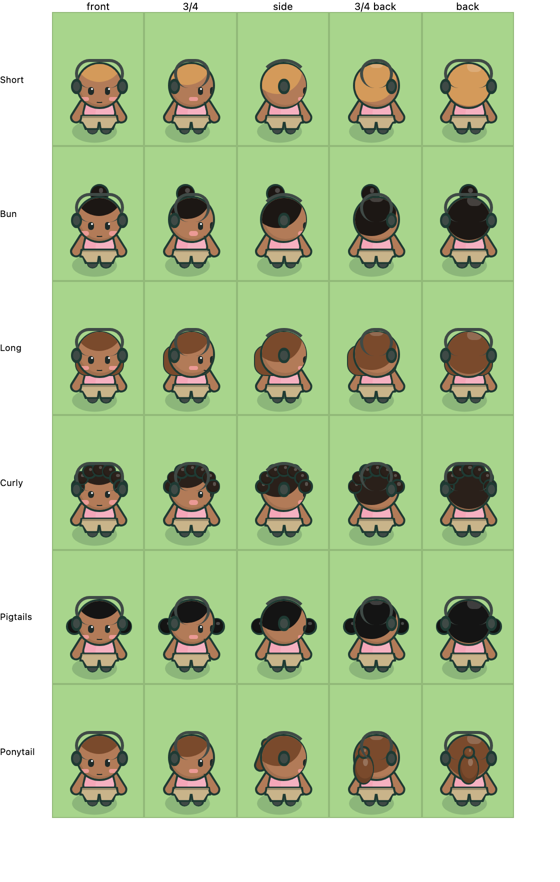 front 3/4 side 3/4 back back
Short
Bun
Long
Curly
Pigtails
Ponytail